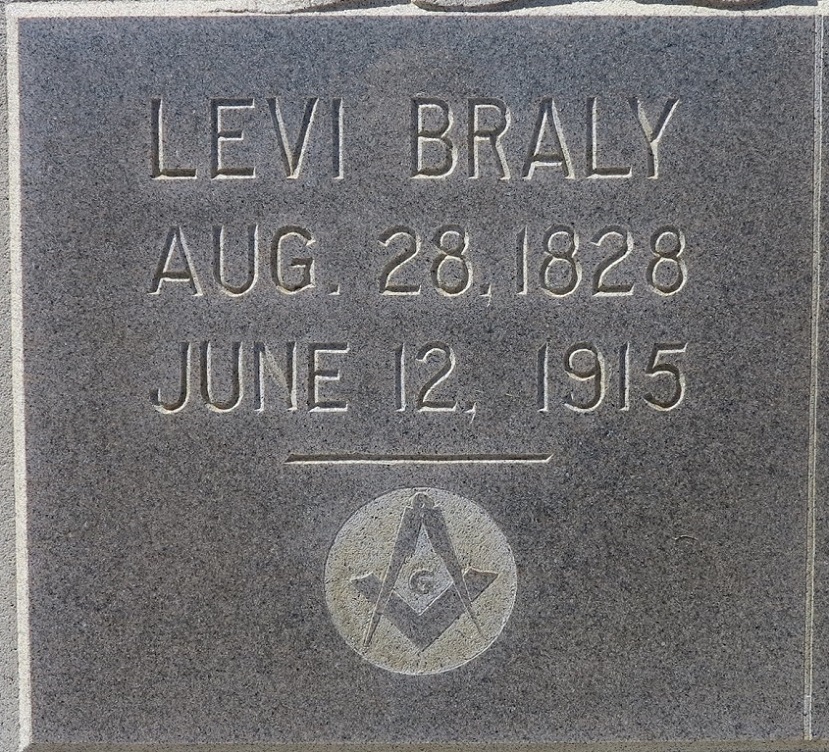 LEVI BRALY
AUG. 28, 1828
JUNE 12, 1915
G